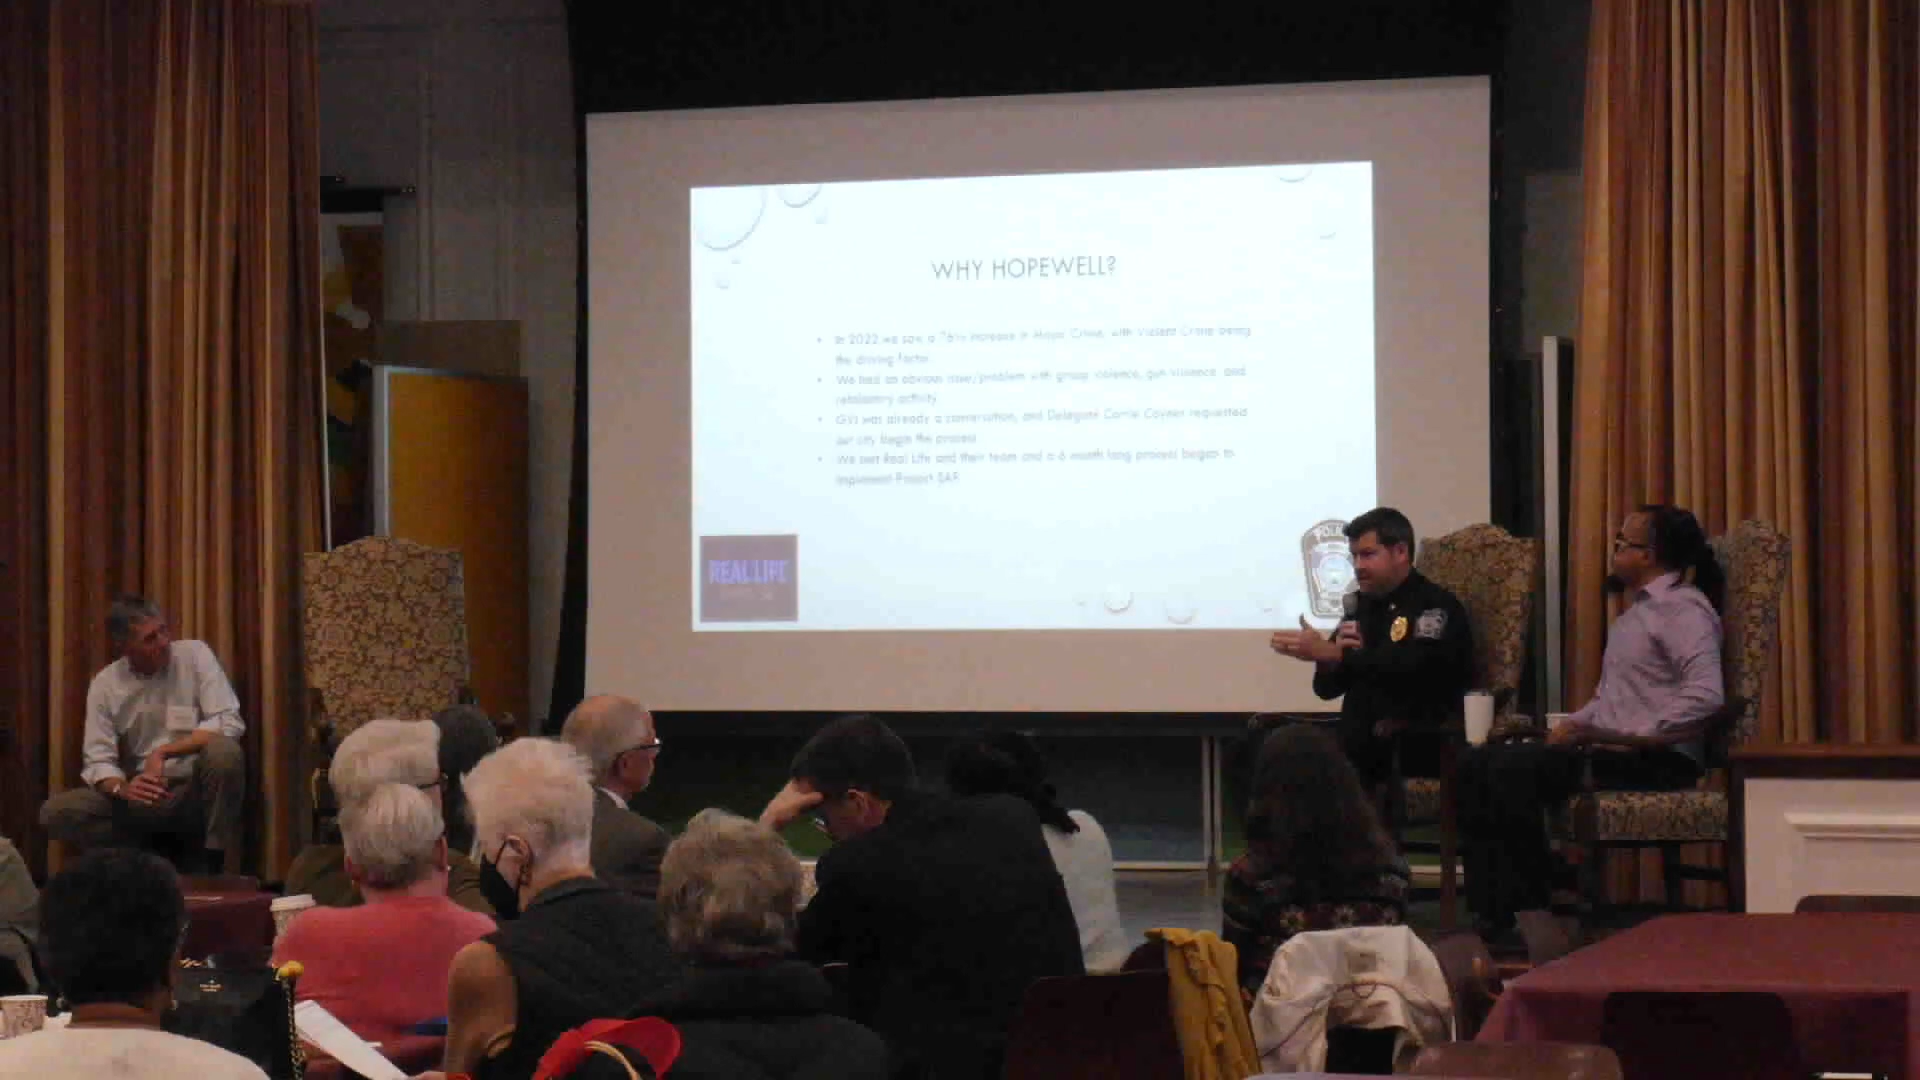 WHY HOPEWELL?
In 2022 we saw a increase in Major Crime, with Violent Crime being
the driving factor.
We had an obvious issue/problem with group violence, gun violence, and
retaliatory activity
GVI was already a conversation, and Delegate Carrie Coyner requested
our city begin the process
We met Real Life and their team and a 6 month long process began to
implement Project
REAL LIFE